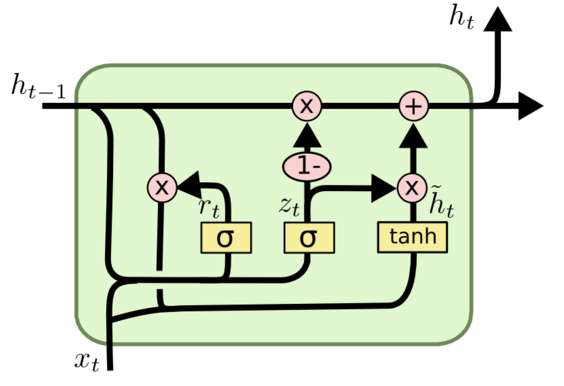 h_t
h_{t-1}
x +
1-
x x
r_t z_t h̃_t
σ σ tanh
x_t